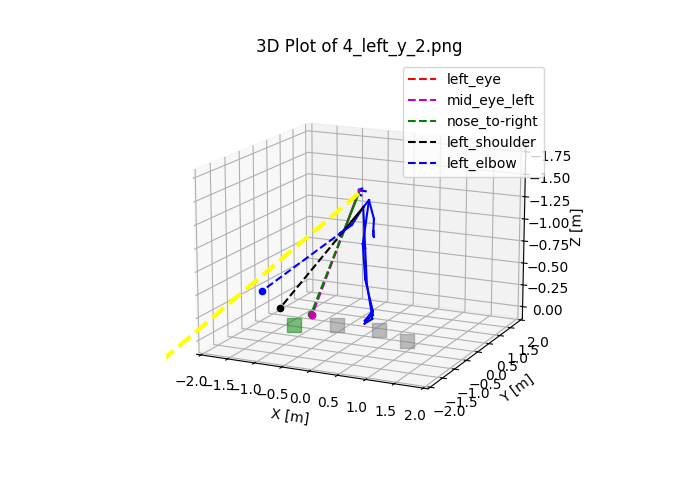 3D Plot of 4_left_y_2.png
left_eye
mid_eye_left
nose_to-right
left_shoulder
left_elbow
−1.75
−1.50
−1.25
−1.00
−0.75
−0.50
−0.25
0.00
Z [m]
−2.0 −1.5 −1.0 −0.5 0.0 0.5 1.0 1.5 2.0
X [m]
−2.0 −1.5 −1.0 −0.5 0.0 0.5 1.0 1.5 2.0
Y [m]